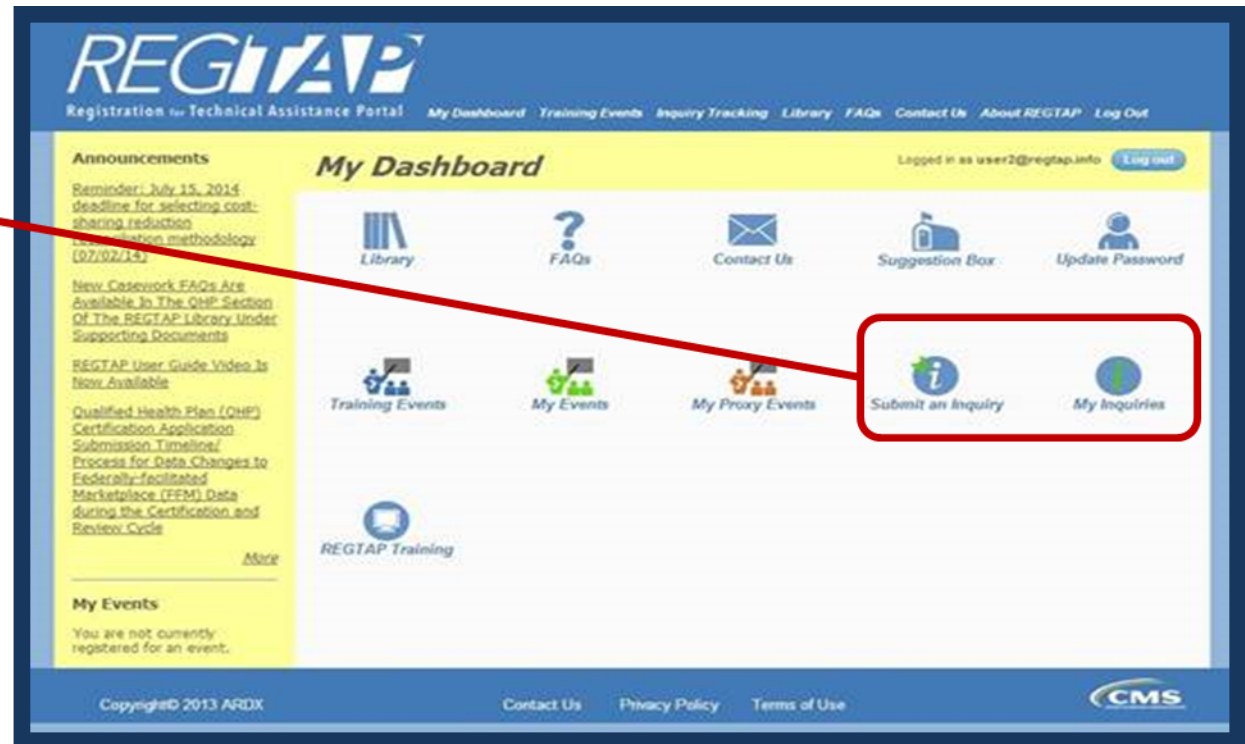 REGTAP
Registration for Technical Assistance Portal
My Dashboard Training Events Inquiry Tracking Library FAQs Contact Us About REGTAP Log Out
Announcements
Reminder: July 15, 2014
deadline for selecting cost-
sharing reduction
reconciliation methodology
(07/02/14)
New Casework FAQs Are
Available In The QHP Section
Of The REGTAP Library Under
Supporting Documents
REGTAP User Guide Video Is
Now Available
Qualified Health Plan (QHP)
Certification Application
Submission Timeline/
Process for Data Changes to
Federally-facilitated
Marketplace (FFM) Data
during the Certification and
Review Cycle
More
My Events
You are not currently
registered for an event.
My Dashboard
Logged in as user2@regtap.info Log out
Library FAQs Contact Us Suggestion Box Update Password
Training Events My Events My Proxy Events Submit an Inquiry My Inquiries
REGTAP Training
Copyright© 2013 ARDX Contact Us Privacy Policy Terms of Use CMS